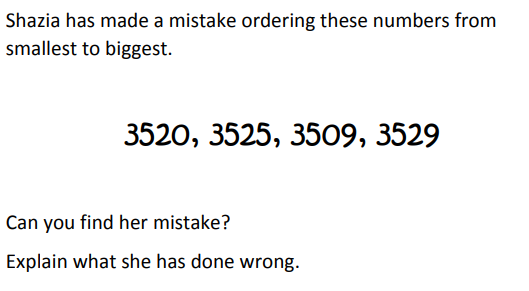 Shazia has made a mistake ordering these numbers from
smallest to biggest.
3520, 3525, 3509, 3529
Can you find her mistake?
Explain what she has done wrong.